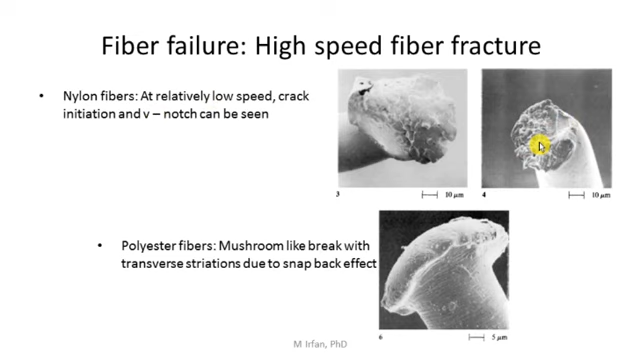 Fiber failure: High speed fiber fracture
• Nylon fibers: At relatively low speed, crack
initiation and v – notch can be seen
3 10 µm
4 10 µm
• Polyester fibers: Mushroom like break with
transverse striations due to snap back effect
6 5 µm
M Irfan, PhD